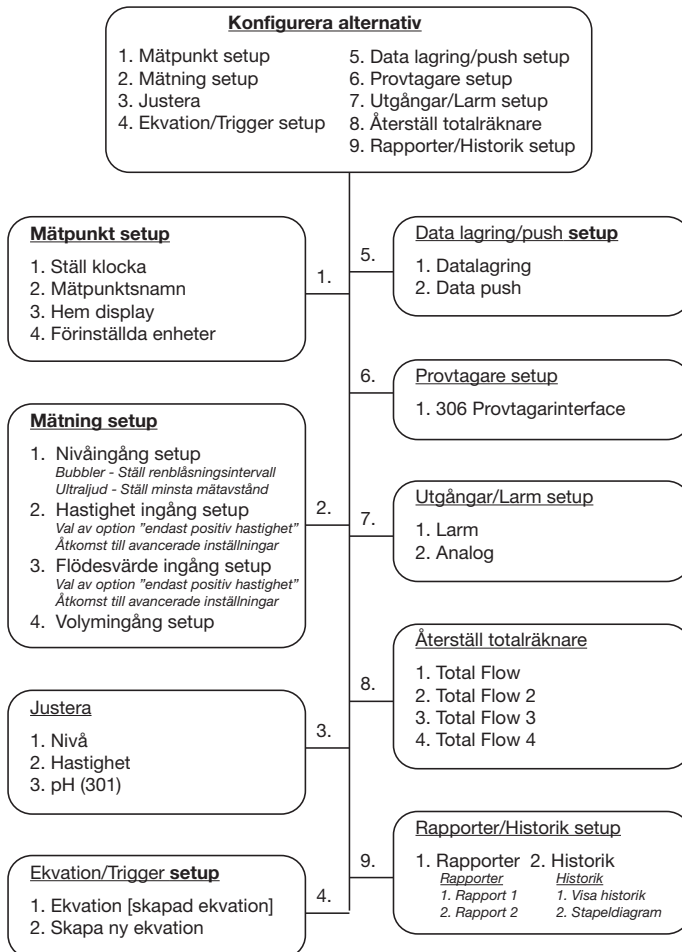 Konfigurera alternativ
1. Mätpunkt setup
2. Mätning setup
3. Justera
4. Ekvation/Trigger setup
5. Data lagring/push setup
6. Provtagare setup
7. Utgångar/Larm setup
8. Återställ totalräknare
9. Rapporter/Historik setup
Mätpunkt setup
1. Ställ klocka
2. Mätpunktsnamn
3. Hem display
4. Förinställda enheter
1.
Mätning setup
1. Nivåingång setup
Bubbler - Ställ renblåsningsintervall
Ultraljud - Ställ minsta mätavstånd
2. Hastighet ingång setup
Val av option ”endast positiv hastighet”
Åtkomst till avancerade inställningar
3. Flödesvärde ingång setup
Val av option ”endast positiv hastighet”
Åtkomst till avancerade inställningar
4. Volymingång setup
2.
Justera
1. Nivå
2. Hastighet
3. pH (301)
3.
Ekvation/Trigger setup
1. Ekvation [skapad ekvation]
2. Skapa ny ekvation
4.
5.
Data lagring/push setup
1. Datalagring
2. Data push
6.
Provtagare setup
1. 306 Provtagarinterface
7.
Utgångar/Larm setup
1. Larm
2. Analog
8.
Återställ totalräknare
1. Total Flow
2. Total Flow 2
3. Total Flow 3
4. Total Flow 4
9.
Rapporter/Historik setup
1. Rapporter 2. Historik
Rapporter Historik
1. Rapport 1 1. Visa historik
2. Rapport 2 2. Stapeldiagram